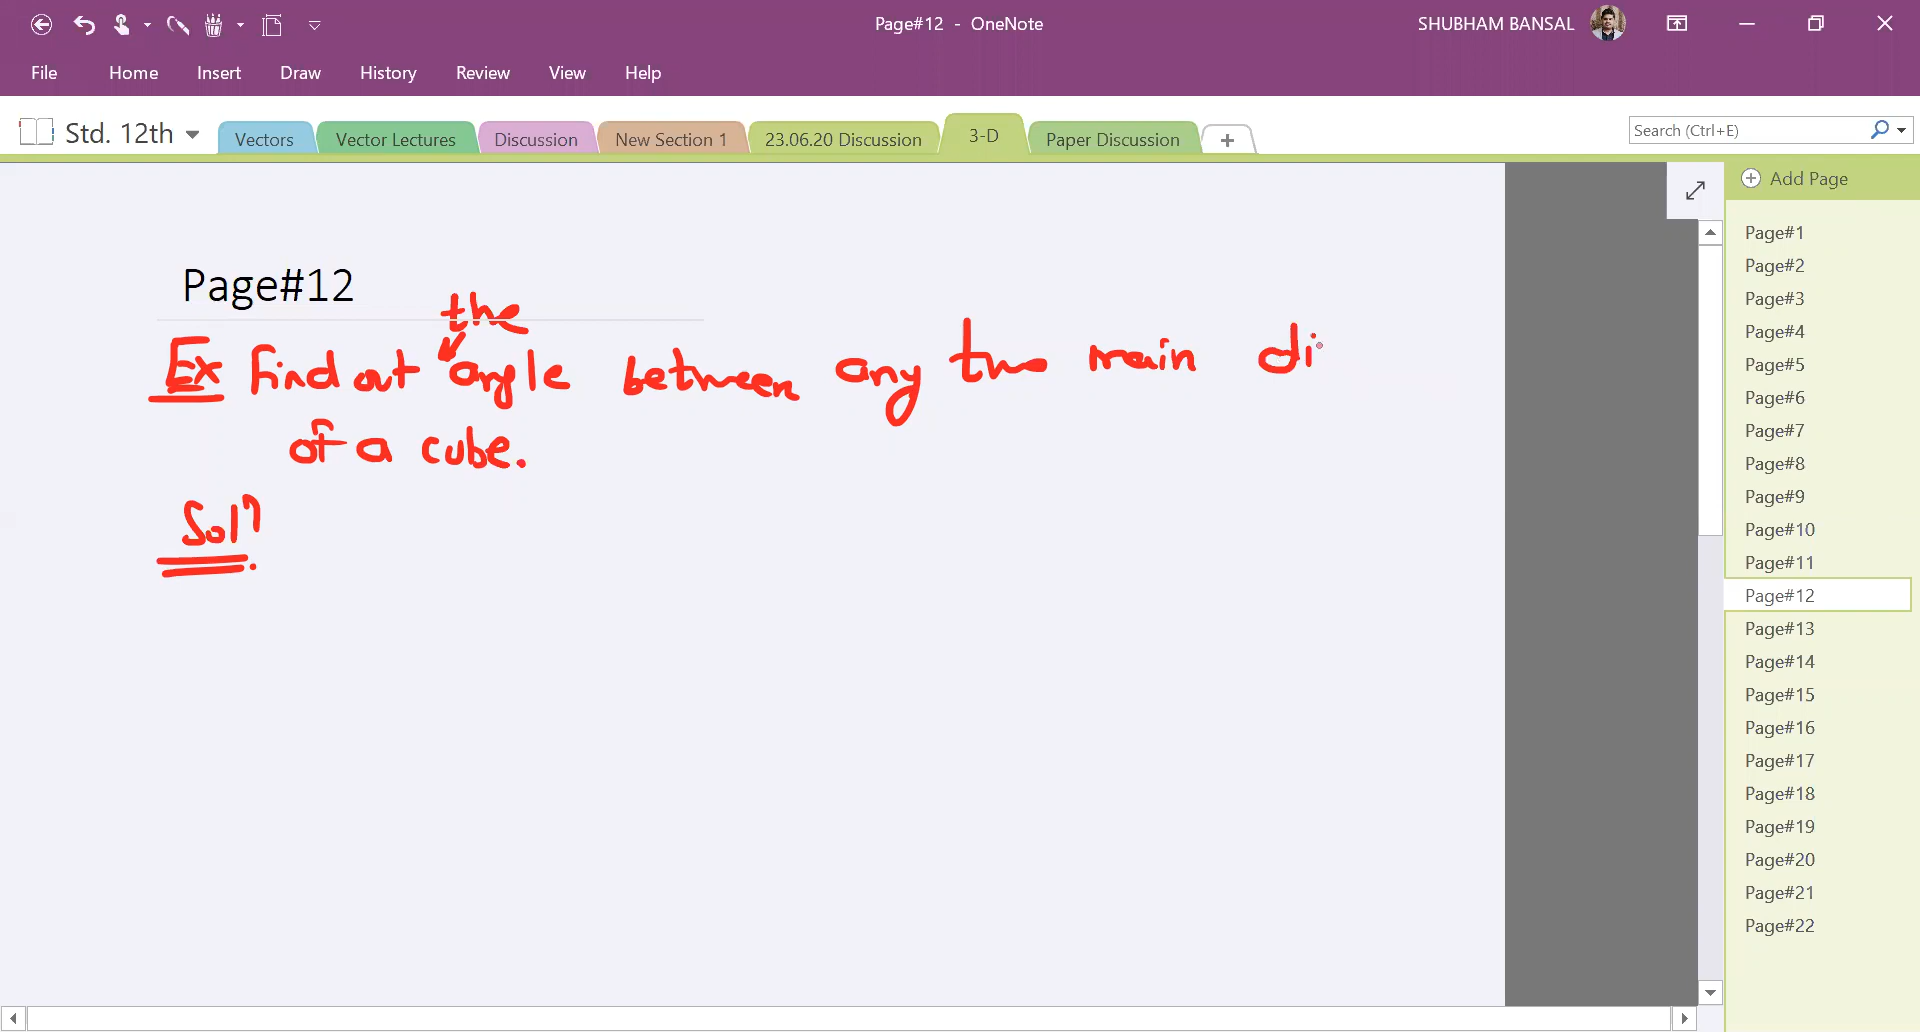 Page#12 - OneNote
SHUBHAM BANSAL
File Home Insert Draw History Review View Help
Std. 12th
Vectors Vector Lectures Discussion New Section 1 23.06.20 Discussion 3-D Paper Discussion
Search (Ctrl+E)
Add Page
Page#12
the
Ex Find out angle between any two main di
of a cube.
Solⁿ.
Page#1
Page#2
Page#3
Page#4
Page#5
Page#6
Page#7
Page#8
Page#9
Page#10
Page#11
Page#12
Page#13
Page#14
Page#15
Page#16
Page#17
Page#18
Page#19
Page#20
Page#21
Page#22